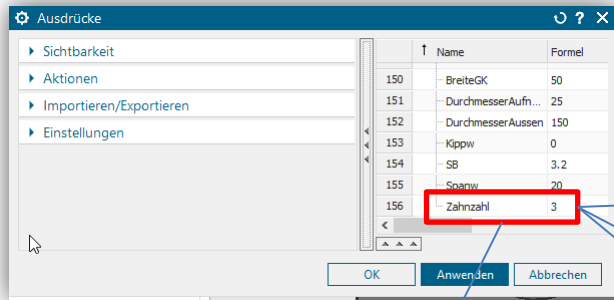 Ausdrücke
Sichtbarkeit
Aktionen
Importieren/Exportieren
Einstellungen
Name Formel
150 BreiteGK 50
151 DurchmesserAufn... 25
152 DurchmesserAussen 150
153 Kippw 0
154 SB 3.2
155 Spanw 20
156 Zahnzahl 3
OK Anwenden Abbrechen